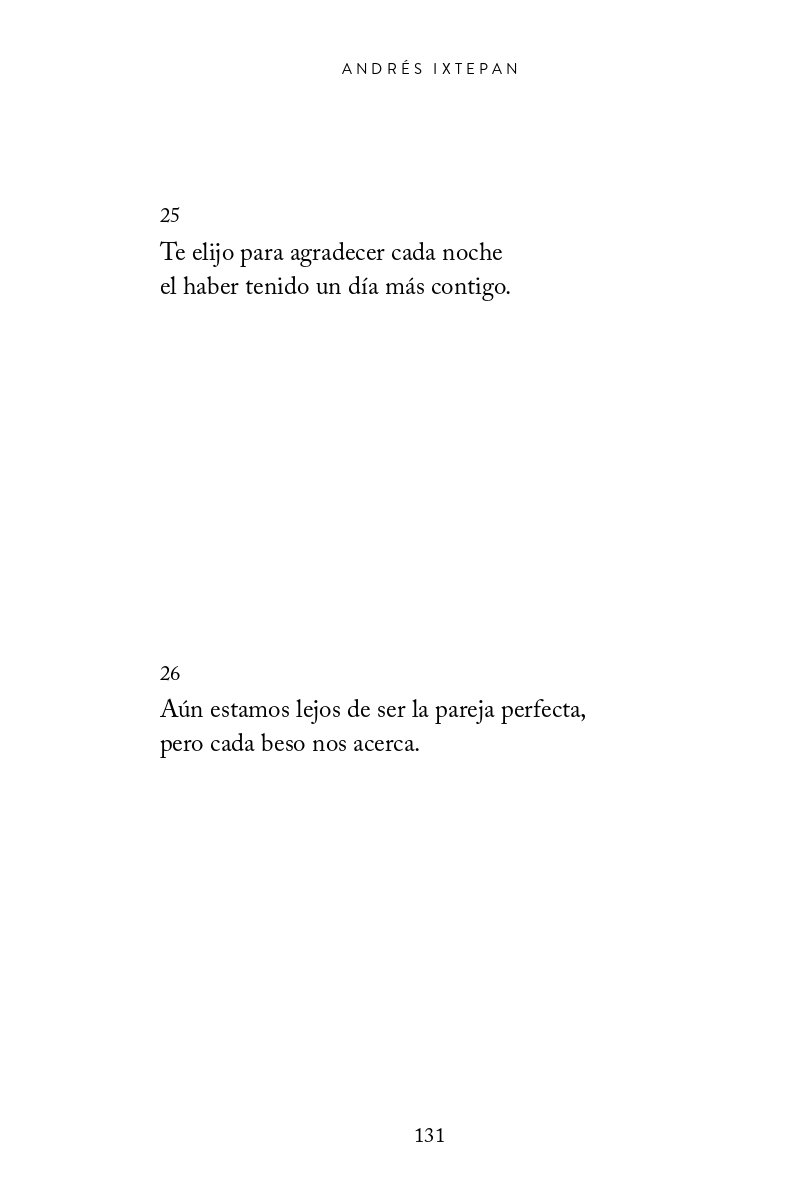 ANDRÉS IXTEPAN
25
Te elijo para agradecer cada noche
el haber tenido un día más contigo.
26
Aún estamos lejos de ser la pareja perfecta,
pero cada beso nos acerca.
131